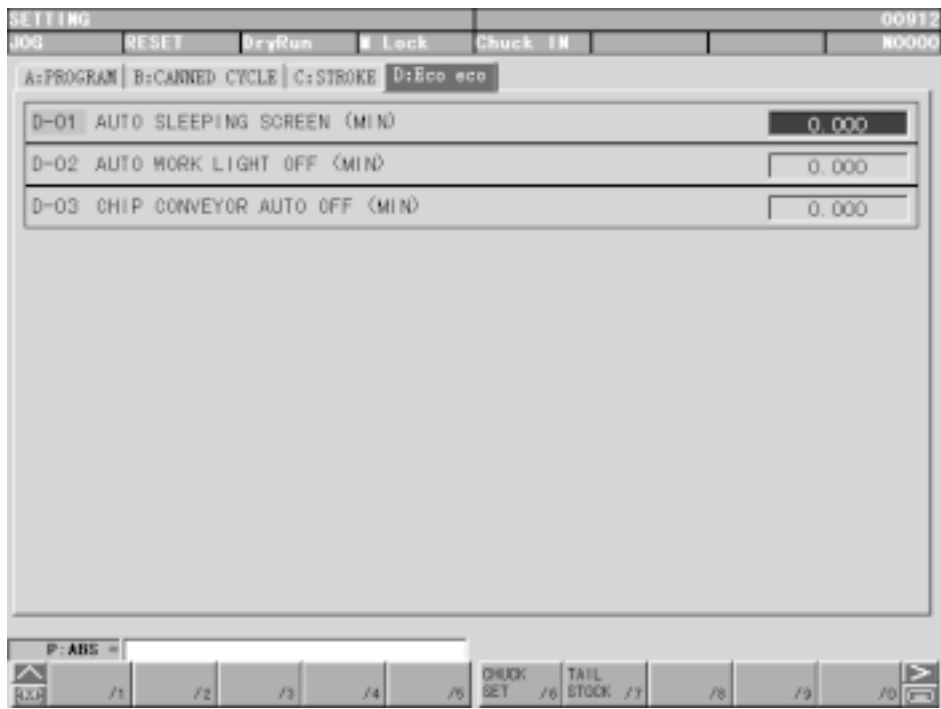 SETTING 00912
JOG RESET DryRun M Lock Chuck IN N0000
A:PROGRAM B:CANNED CYCLE C:STROKE D:Eco eco
D-01 AUTO SLEEPING SCREEN (MIN) 0.000
D-02 AUTO WORK LIGHT OFF (MIN) 0.000
D-03 CHIP CONVEYOR AUTO OFF (MIN) 0.000
P:ABS =
CHUCK TAIL >
/1 /2 /3 /4 /5 SET /6 STOCK /7 /8 /9 /0